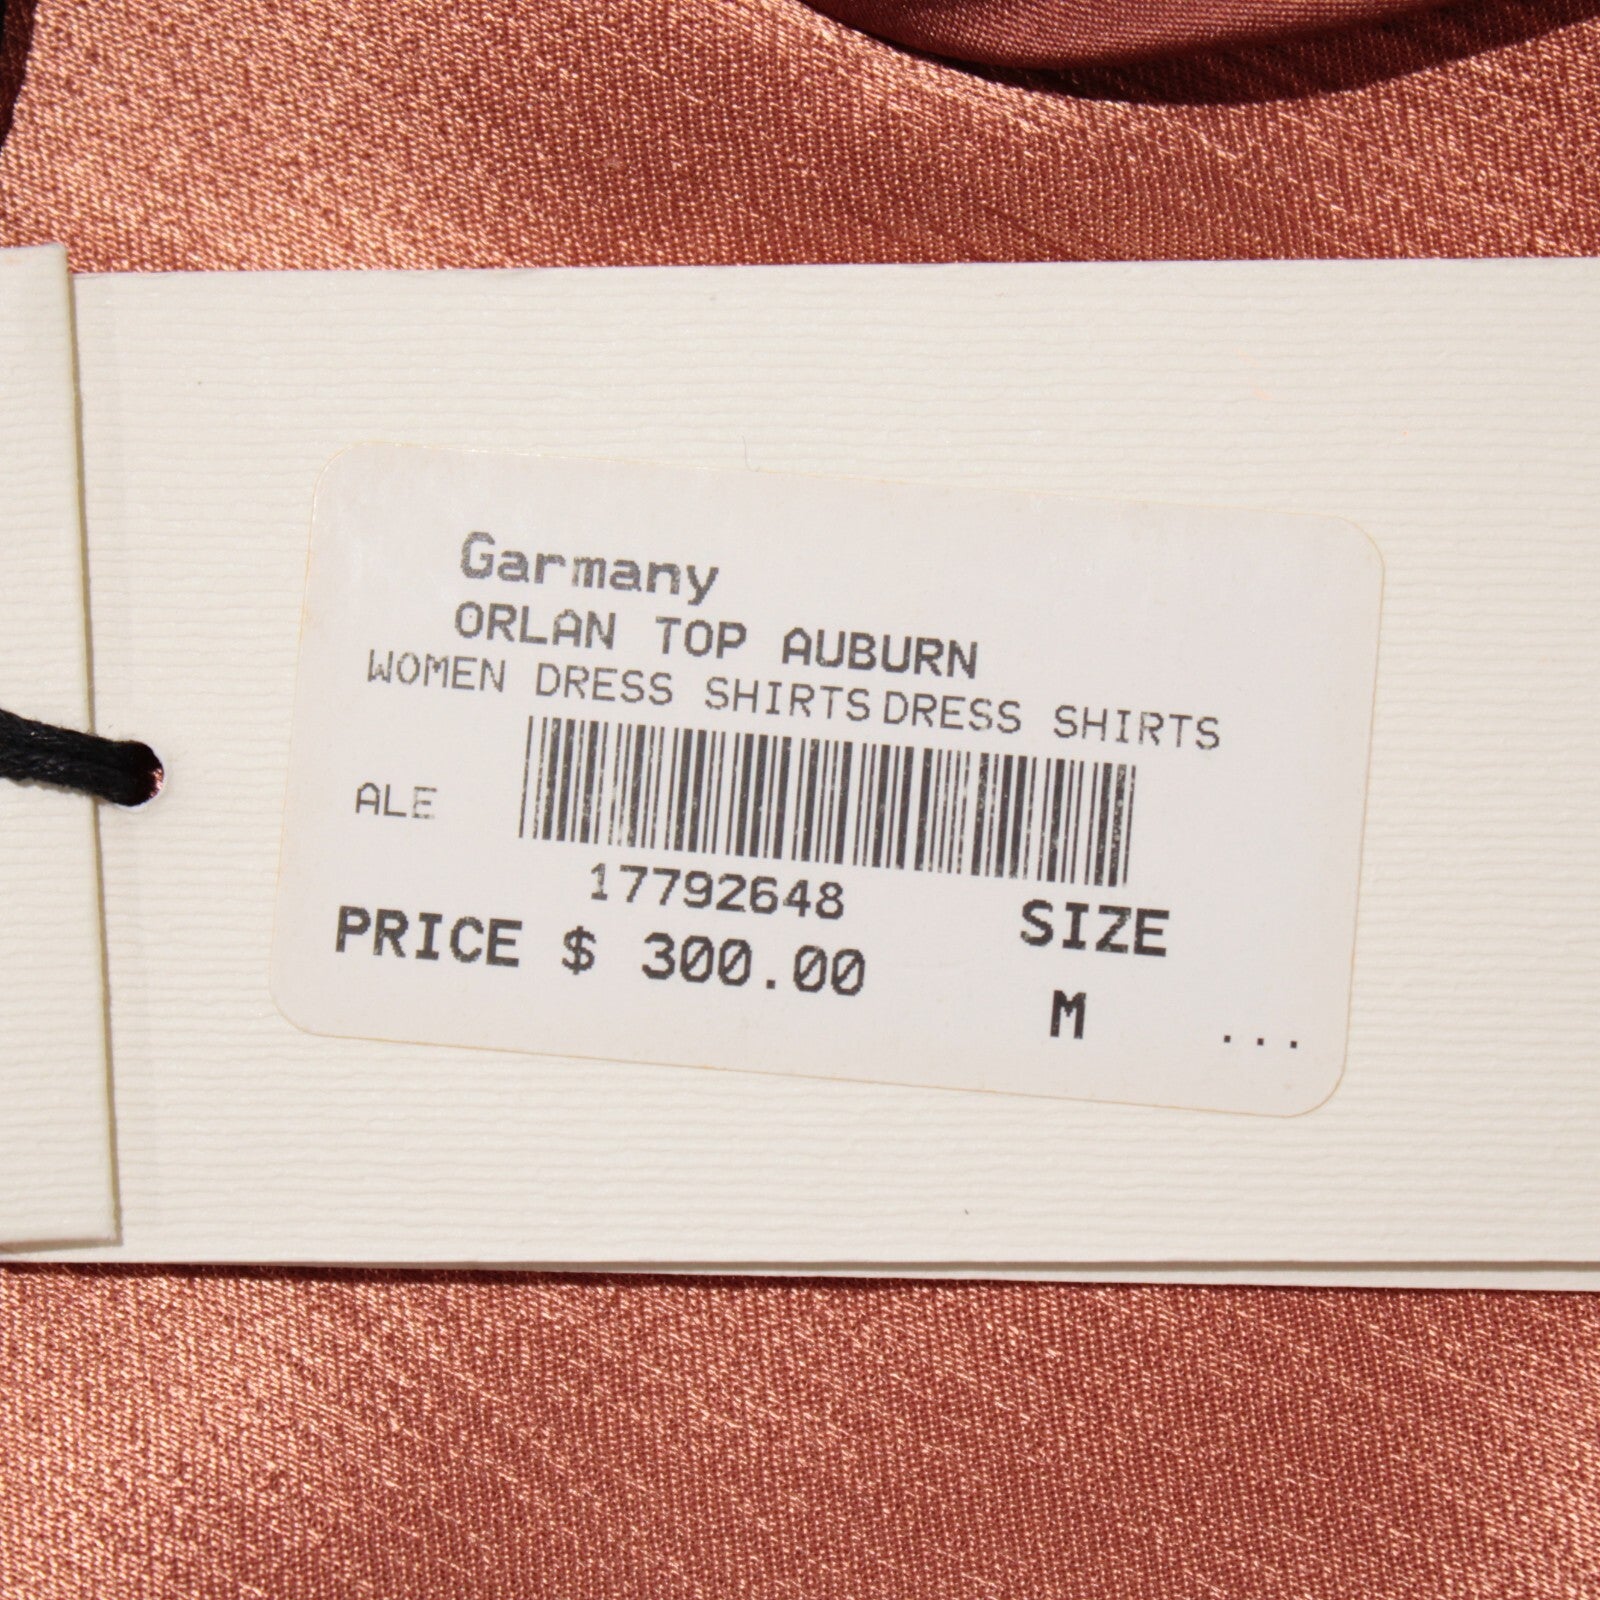 Garmany
ORLAN TOP AUBURN
WOMEN DRESS SHIRTS DRESS SHIRTS
ALE
17792648
PRICE $ 300.00
SIZE
M
...